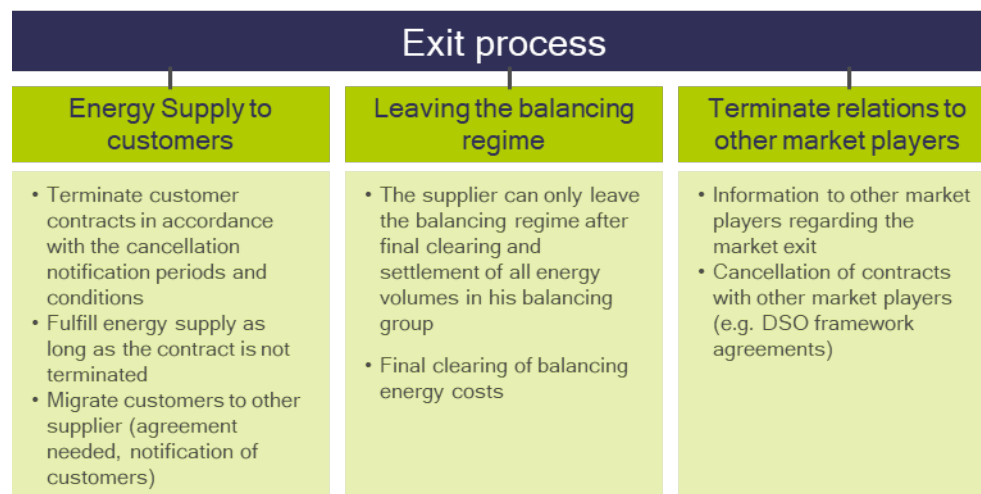 Exit process
Energy Supply to
customers
• Terminate customer
contracts in accordance
with the cancellation
notification periods and
conditions
• Fulfill energy supply as
long as the contract is not
terminated
• Migrate customers to other
supplier (agreement
needed, notification of
customers)
Leaving the balancing
regime
• The supplier can only leave
the balancing regime after
final clearing and
settlement of all energy
volumes in his balancing
group
• Final clearing of balancing
energy costs
Terminate relations to
other market players
• Information to other market
players regarding the
market exit
• Cancellation of contracts
with other market players
(e.g. DSO framework
agreements)